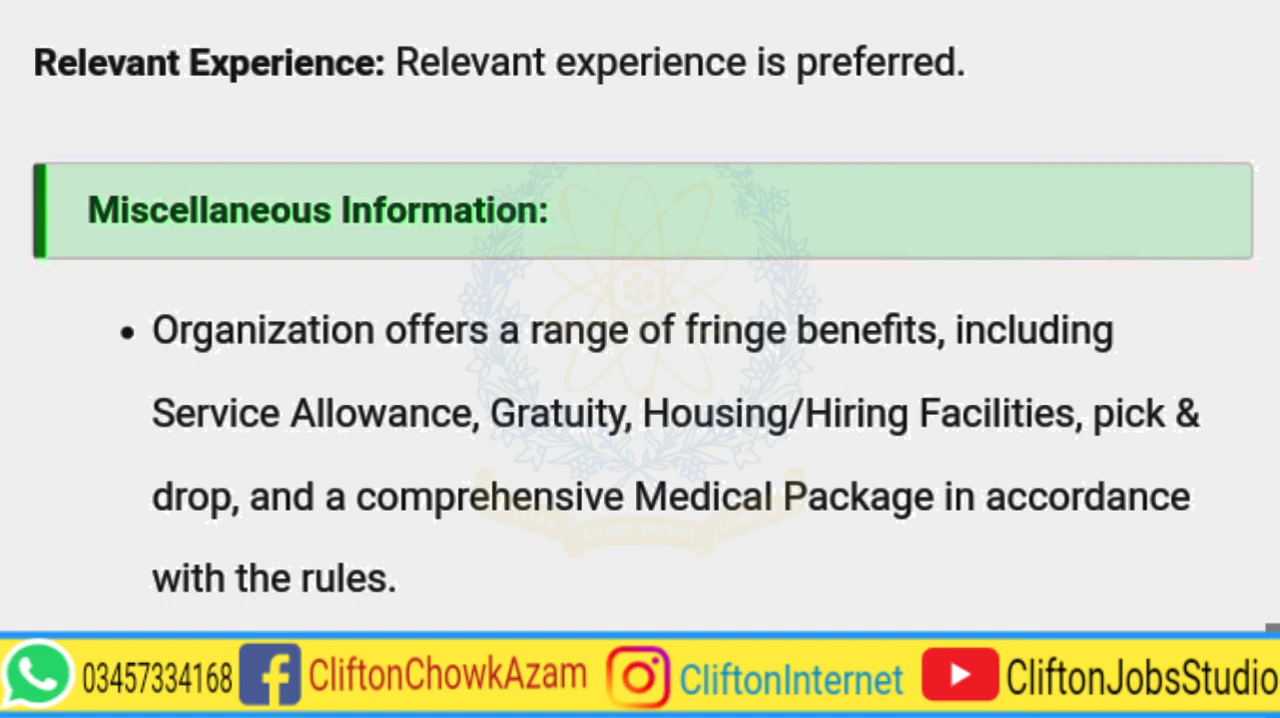 Relevant Experience: Relevant experience is preferred.
Miscellaneous Information:
• Organization offers a range of fringe benefits, including
Service Allowance, Gratuity, Housing/Hiring Facilities, pick &
drop, and a comprehensive Medical Package in accordance
with the rules.
03457334168 CliftonChowkAzam CliftonInternet CliftonJobsStudio